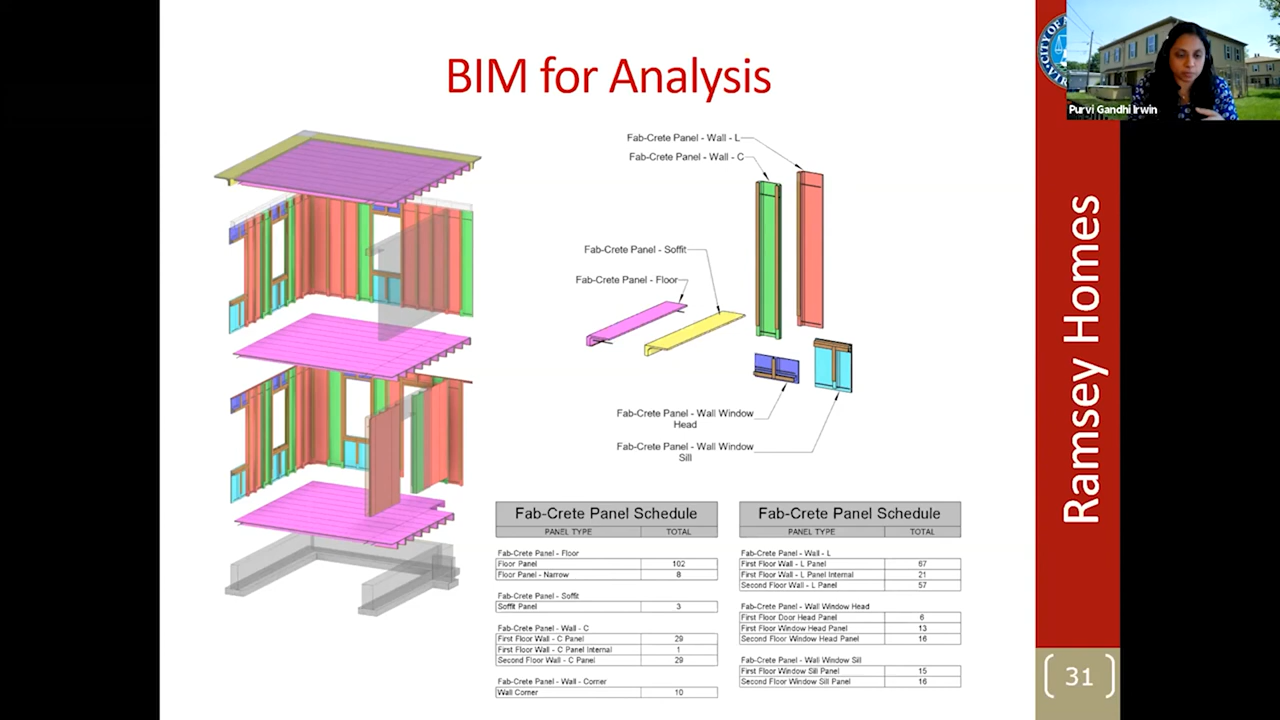 BIM for Analysis
Purvi Gandhi Irwin
CITY OF
Fab-Crete Panel - Wall - L
Fab-Crete Panel - Wall - C
Fab-Crete Panel - Soffit
Fab-Crete Panel - Floor
Fab-Crete Panel - Wall Window
Head
Fab-Crete Panel - Wall Window
Sill
Fab-Crete Panel Schedule
PANEL TYPE TOTAL
Fab-Crete Panel - Floor
Floor Panel 102
Floor Panel - Narrow 8
Fab-Crete Panel - Soffit
Soffit Panel 3
Fab-Crete Panel - Wall - C
First Floor Wall - C Panel 29
First Floor Wall - C Panel Internal 1
Second Floor Wall - C Panel 29
Fab-Crete Panel - Wall - Corner
Wall Corner 10
Fab-Crete Panel Schedule
PANEL TYPE TOTAL
Fab-Crete Panel - Wall - L
First Floor Wall - L Panel 67
First Floor Wall - L Panel Internal 21
Second Floor Wall - L Panel 57
Fab-Crete Panel - Wall Window Head
First Floor Door Head Panel 6
First Floor Window Head Panel 13
Second Floor Window Head Panel 16
Fab-Crete Panel - Wall Window Sill
First Floor Window Sill Panel 15
Second Floor Window Sill Panel 16
Ramsey Homes
31